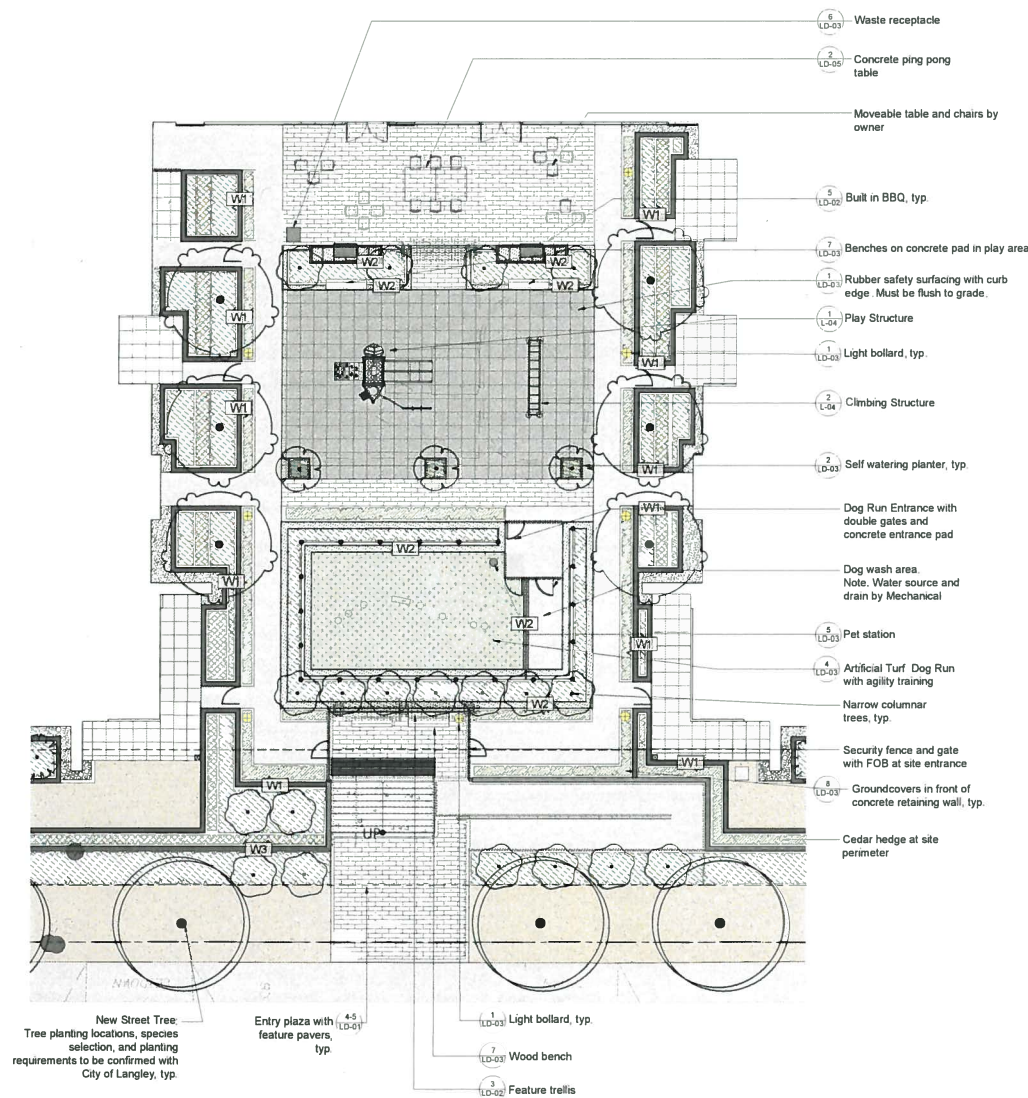 6
LD-03
Waste receptacle
2
LD-05
Concrete ping pong
table
Moveable table and chairs by
owner
5
LD-02
Built in BBQ, typ.
7
LD-03
Benches on concrete pad in play area
1
LD-03
Rubber safety surfacing with curb
edge. Must be flush to grade.
1
L-04
Play Structure
1
LD-03
Light bollard, typ.
2
L-04
Climbing Structure
2
LD-03
Self watering planter, typ.
Dog Run Entrance with
double gates and
concrete entrance pad
Dog wash area.
Note. Water source and
drain by Mechanical
5
LD-03
Pet station
4
LD-03
Artificial Turf Dog Run
with agility training
Narrow columnar
trees, typ.
Security fence and gate
with FOB at site entrance
8
LD-03
Groundcovers in front of
concrete retaining wall, typ.
Cedar hedge at site
perimeter
W1
W1
W2
W2
W2
W2
W1
W1
W1
W1
W1
W2
W1
W1
W2
W1
W2
W1
W1
W3
UP
New Street Tree:
Tree planting locations, species
selection, and planting
requirements to be confirmed with
City of Langley, typ.
Entry plaza with
feature pavers,
typ.
4-5
LD-01
1
LD-03
Light bollard, typ.
7
LD-03
Wood bench
3
LD-02
Feature trellis